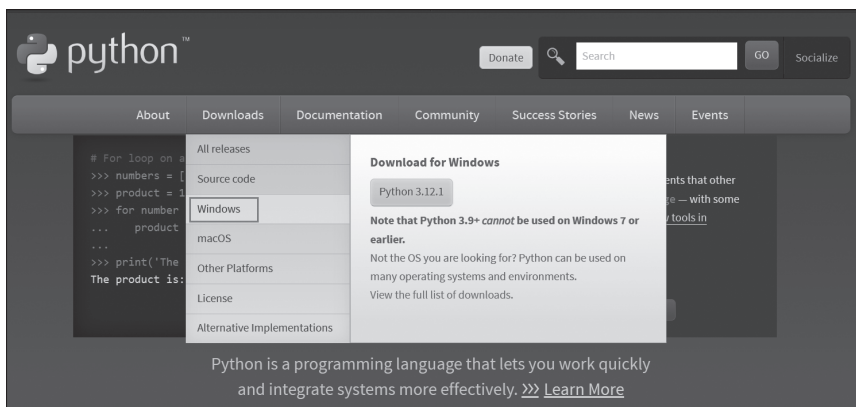 python™
Donate
Search
GO
Socialize
About
Downloads
Documentation
Community
Success Stories
News
Events
# For loop on a
>>> numbers = [
>>> product = 1
>>> for number
... product
...
>>> print('The
The product is:
All releases
Source code
Windows
macOS
Other Platforms
License
Alternative Implementations
Download for Windows
Python 3.12.1
Note that Python 3.9+ cannot be used on Windows 7 or
earlier.
Not the OS you are looking for? Python can be used on
many operating systems and environments.
View the full list of downloads.
ents that other
ge — with some
y tools in
Python is a programming language that lets you work quickly
and integrate systems more effectively. >>> Learn More